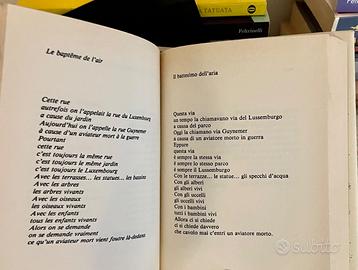 TATUATA
Feltrinelli
Le baptême de l'air
Cette rue
autrefois on l'appelait la rue du Luxembourg
à cause du jardin
Aujourd'hui on l'appelle la rue Guynemer
à cause d'un aviateur mort à la guerre
Pourtant
cette rue
c'est toujours la même rue
c'est toujours le même jardin
c'est toujours le Luxembourg
Avec les terrasses... les statues... les bassins
Avec les arbres
les arbres vivants
Avec les oiseaux
les oiseaux vivants
Avec les enfants
tous les enfants vivants
Alors on se demande
on se demande vraiment
ce qu'un aviateur mort vient foutre là-dedans.
Il battesimo dell'aria
Questa via
un tempo la chiamavano via del Lussemburgo
a causa del parco
Oggi la chiamano via Guynemer
a causa di un aviatore morto in guerra
Eppure
questa via
è sempre la stessa via
è sempre lo stesso parco
è sempre il Lussemburgo
Con le terrazze... le statue... gli specchi d'acqua
Con gli alberi
gli alberi vivi
Con gli uccelli
gli uccelli vivi
Con i bambini
tutti i bambini vivi
Allora ci si chiede
ci si chiede davvero
che cavolo mai c'entri un aviatore morto.
subito